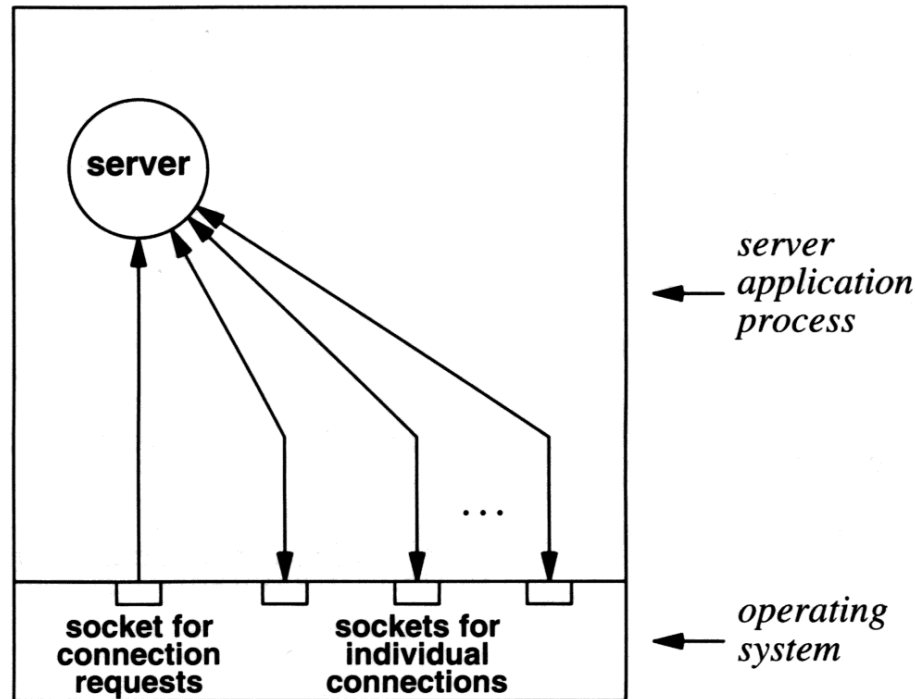 server
server
application
process
...
socket for
connection
requests
sockets for
individual
connections
operating
system